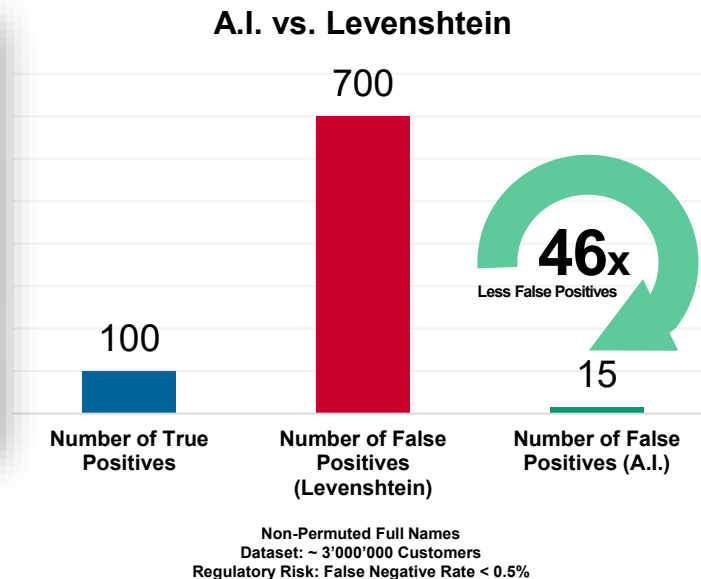 A.I. vs. Levenshtein
700
46x
Less False Positives
100
15
Number of True
Positives
Number of False
Positives
(Levenshtein)
Number of False
Positives (A.I.)
Non-Permuted Full Names
Dataset: ~ 3'000'000 Customers
Regulatory Risk: False Negative Rate < 0.5%